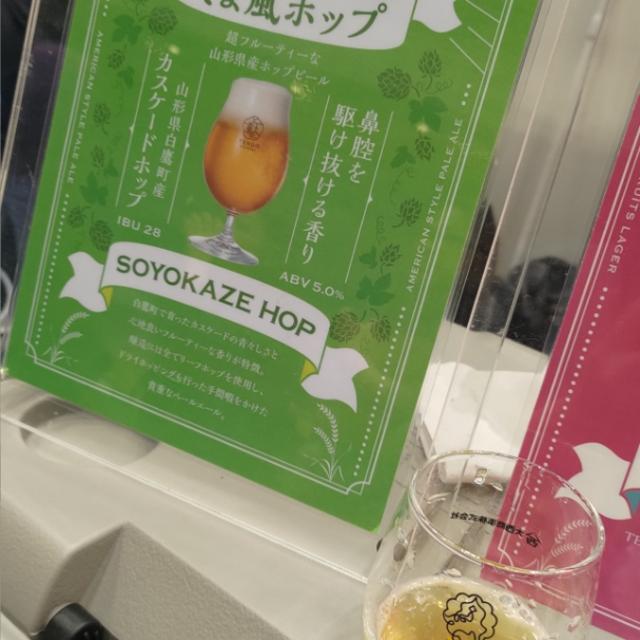 よ風ホップ
超フルーティーな
山形県産ホップビール
鼻腔を
駆け抜ける香り
山形県白鷹町産
カスケードホップ
AMERICAN STYLE PALE ALE
AMERICAN STYLE PALE ALE
IBU 28
ABV 5.0%
SOYOKAZE HOP
白鷹町で育ったカスケードの青々しさと
心地良いフルーティーな香りが特徴。
醸造には全てリーフホップを使用し、
ドライホッピングを行った手間暇をかけた
貴重なペールエール。
LAGER